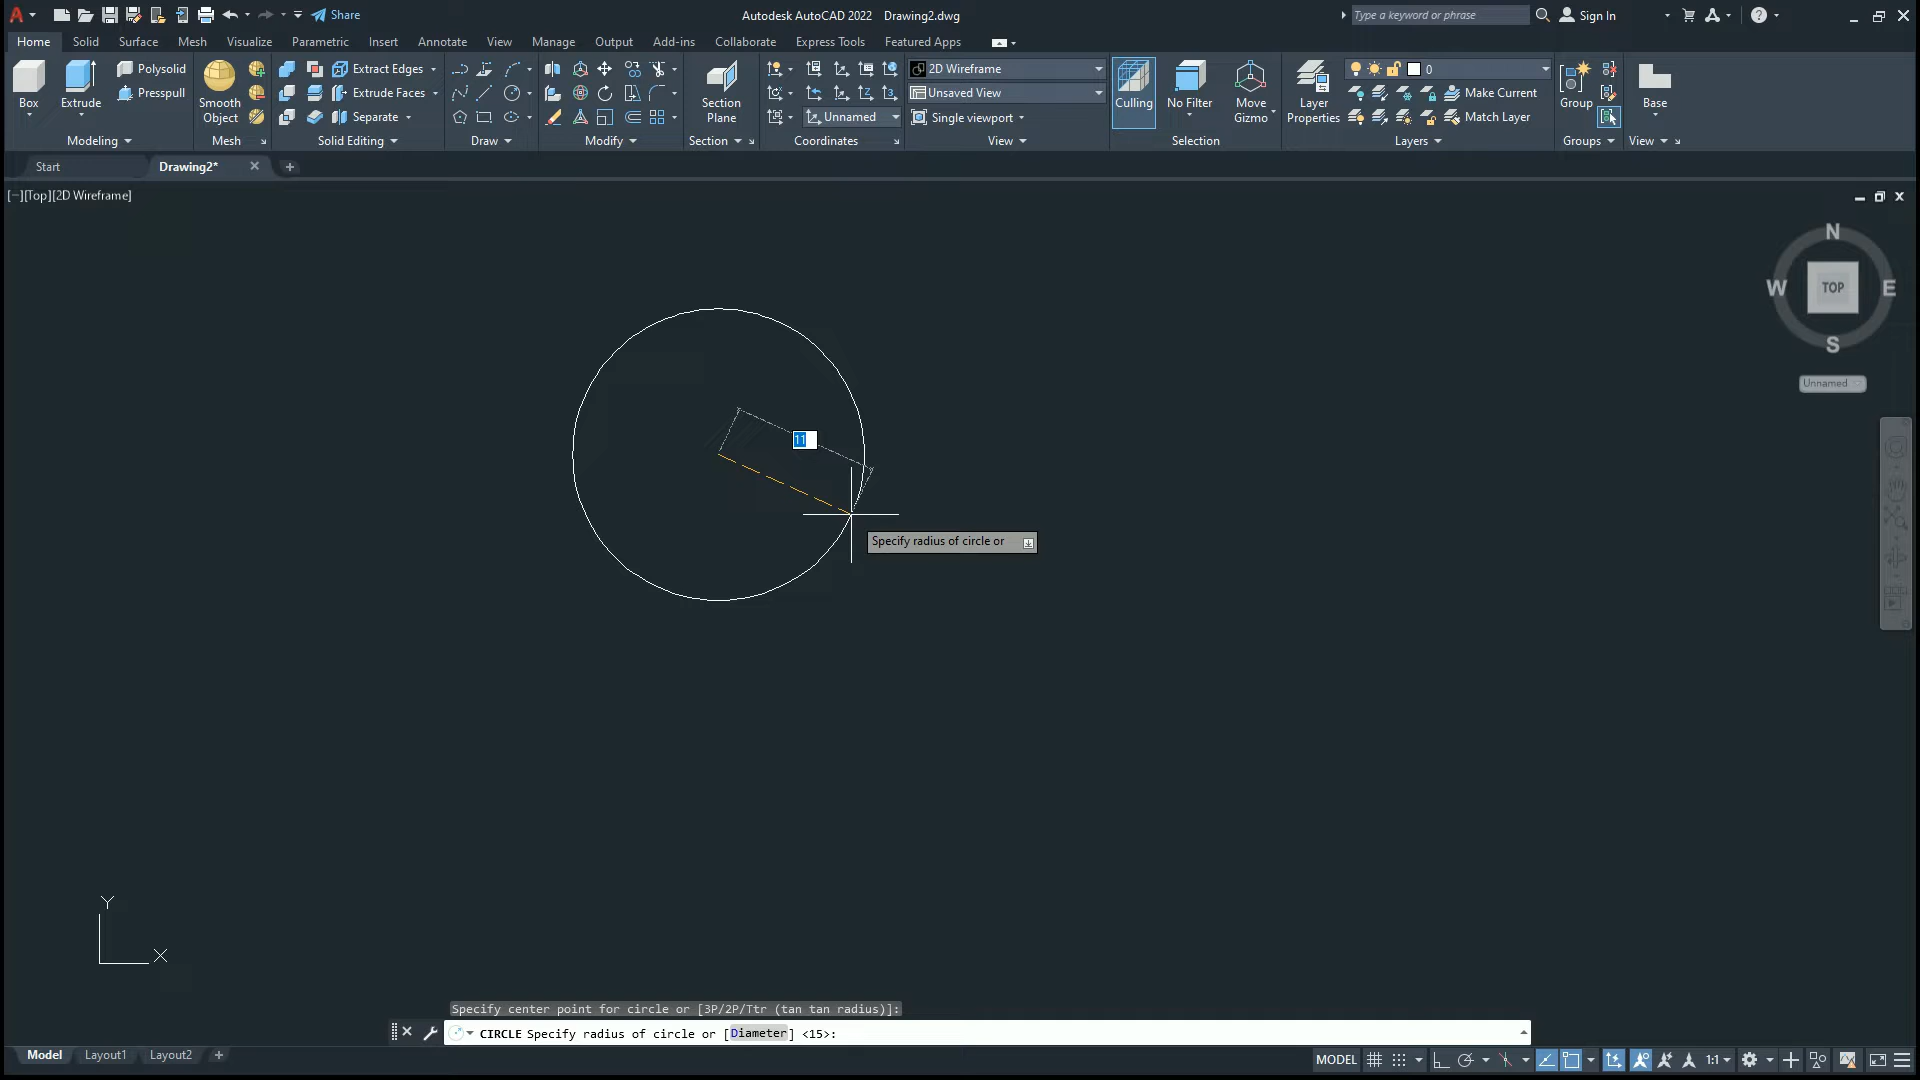 Share
Autodesk AutoCAD 2022 Drawing2.dwg
Type a keyword or phrase
Sign In
Home Solid Surface Mesh Visualize Parametric Insert Annotate View Manage Output Add-ins Collaborate Express Tools Featured Apps
Box
Extrude
Polysolid
Presspull
Modeling
Smooth
Object
Mesh
Extract Edges
Extrude Faces
Separate
Solid Editing
Draw
Modify
Section
Plane
Section
Unnamed
Coordinates
2D Wireframe
Unsaved View
Single viewport
View
Culling
No Filter
Move
Gizmo
Selection
Layer
Properties
0
Make Current
Match Layer
Layers
Group
Groups
Base
View
Start
Drawing2*
[−][Top][2D Wireframe]
N
W
TOP
E
S
Unnamed
11
Specify radius of circle or
Y
X
Specify center point for circle or [3P/2P/Ttr (tan tan radius)]:
CIRCLE Specify radius of circle or [Diameter] <15>:
Model Layout1 Layout2
MODEL
1:1